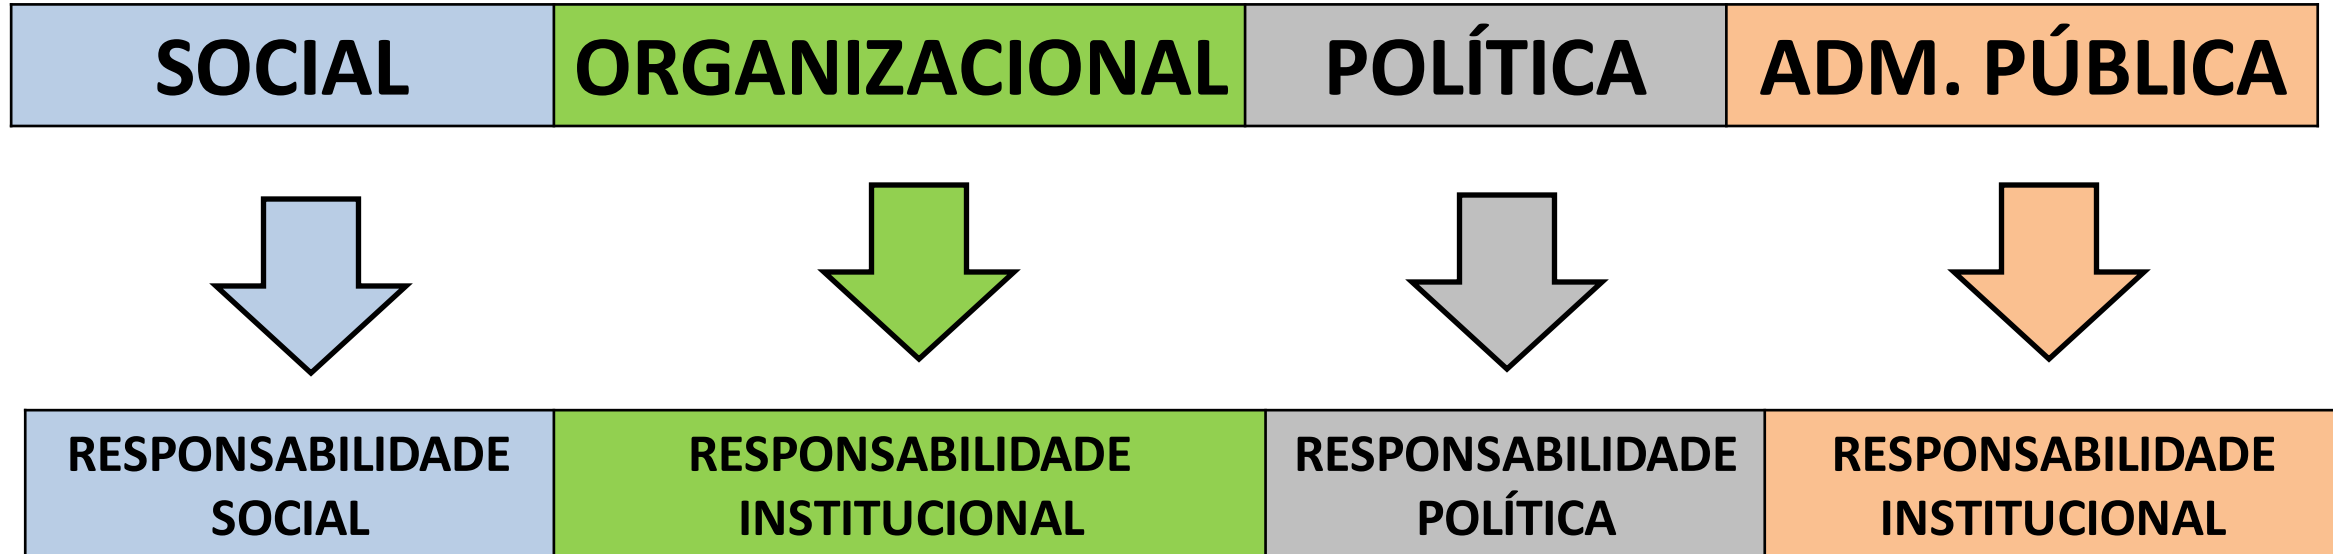 SOCIAL
ORGANIZACIONAL
POLÍTICA
ADM. PÚBLICA
RESPONSABILIDADE
SOCIAL
RESPONSABILIDADE
INSTITUCIONAL
RESPONSABILIDADE
POLÍTICA
RESPONSABILIDADE
INSTITUCIONAL